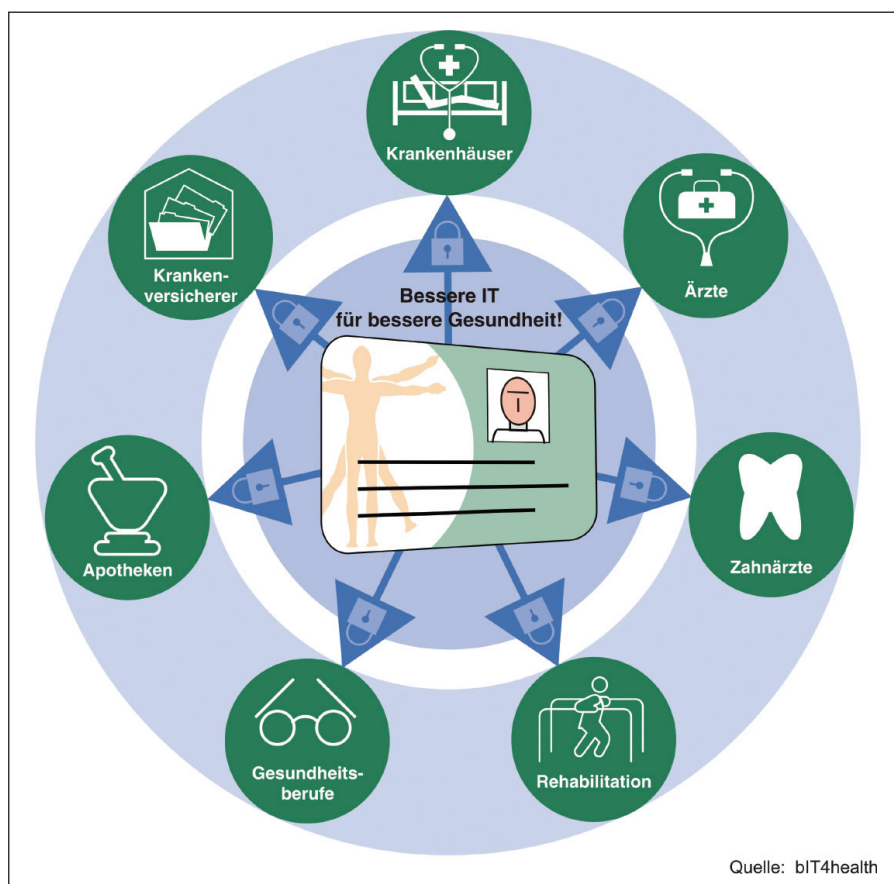 Krankenhäuser
Kranken-
versicherer
Ärzte
Bessere IT
für bessere Gesundheit!
Apotheken
Zahnärzte
Gesundheits-
berufe
Rehabilitation
Quelle: bIT4health